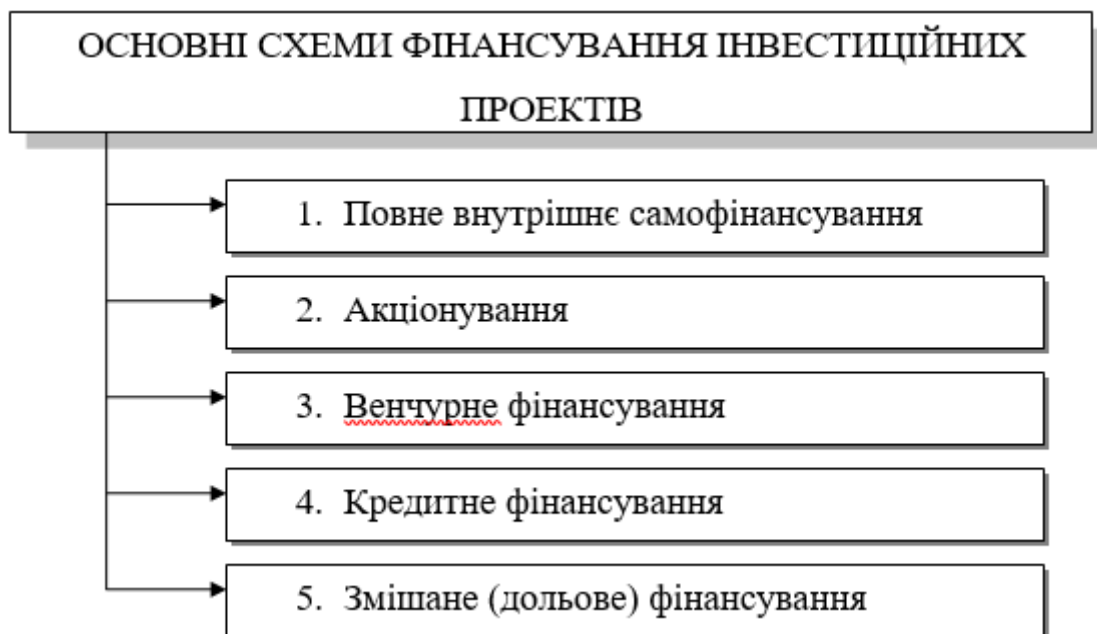 ОСНОВНІ СХЕМИ ФІНАНСУВАННЯ ІНВЕСТИЦІЙНИХ
ПРОЕКТІВ
1. Повне внутрішнє самофінансування
2. Акціонування
3. Венчурне фінансування
4. Кредитне фінансування
5. Змішане (дольове) фінансування